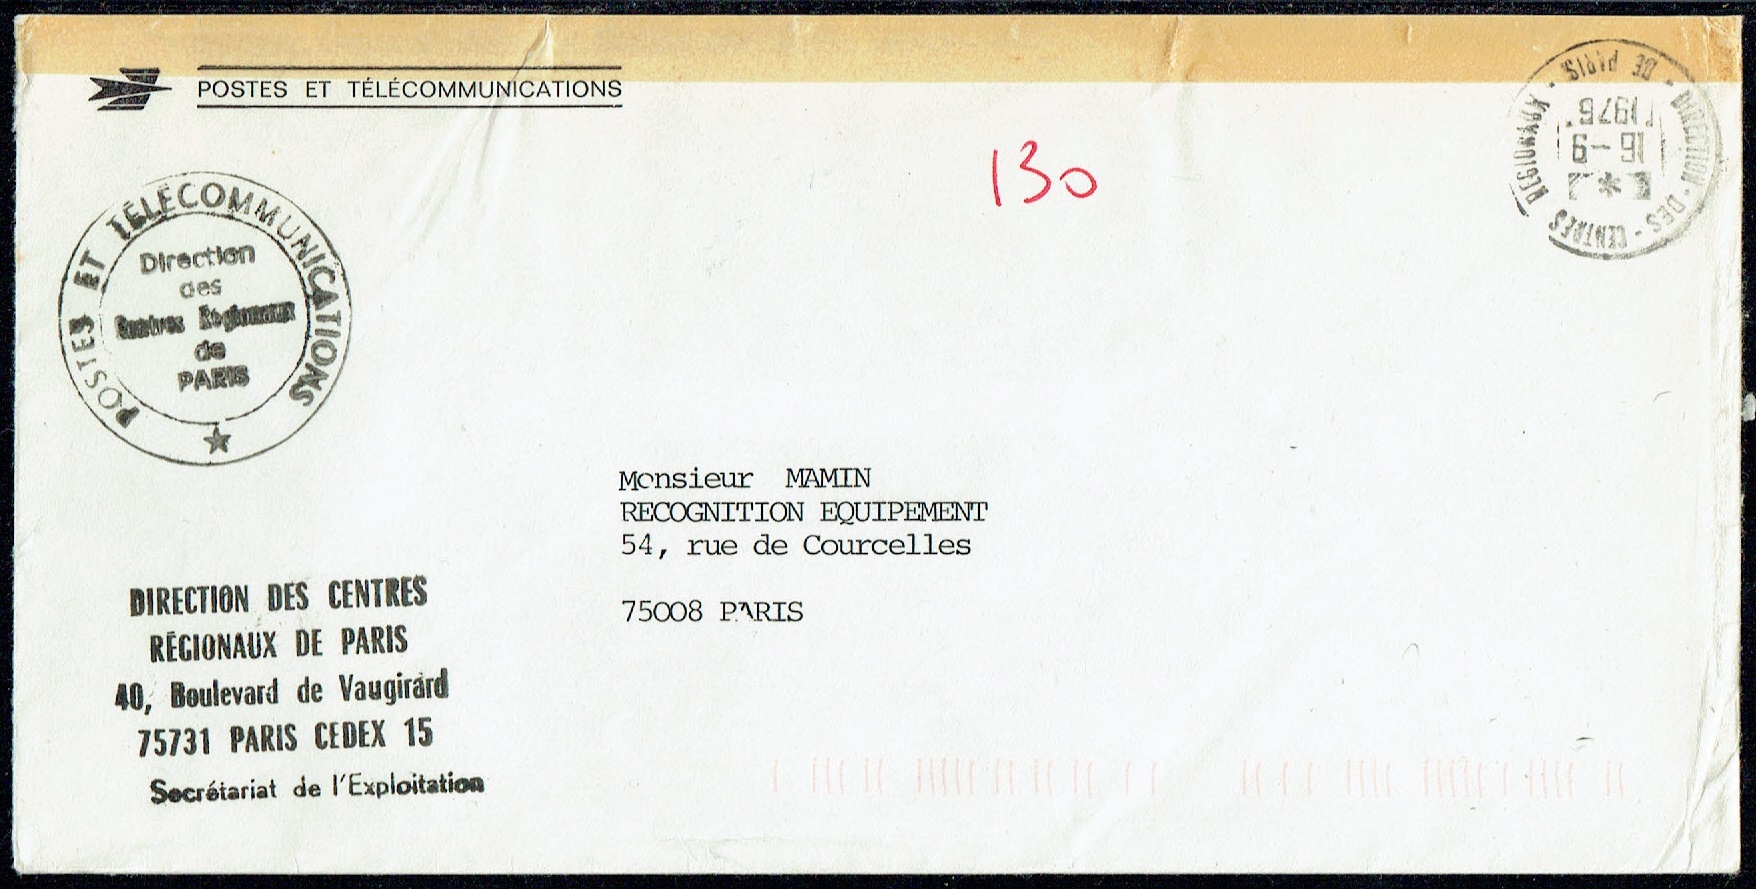 POSTES ET TÉLÉCOMMUNICATIONS
130
DIRECTION - DES - CENTRES RÉGIONAUX - DE PARIS -
*
16-9
1976
POSTES ET TÉLÉCOMMUNICATIONS
Direction
des
Centres Régionaux
de
PARIS
Monsieur MAMIN
RECOGNITION EQUIPEMENT
54, rue de Courcelles
75008 PARIS
DIRECTION DES CENTRES
RÉGIONAUX DE PARIS
40, Boulevard de Vaugirard
75731 PARIS CEDEX 15
Secrétariat de l'Exploitation